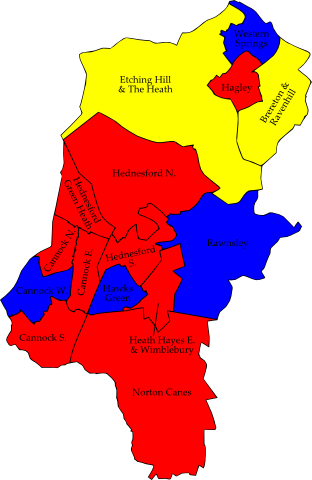 Western
Springs
Etching Hill
& The Heath
Hagley
Brereton &
Ravenhill
Hednesford N.
Hednesford
Green Heath
Rawnsley
Cannock N.
Cannock E.
Hednesford
S.
Cannock W.
Hawks
Green
Cannock S.
Heath Hayes E.
& Wimblebury
Norton Canes